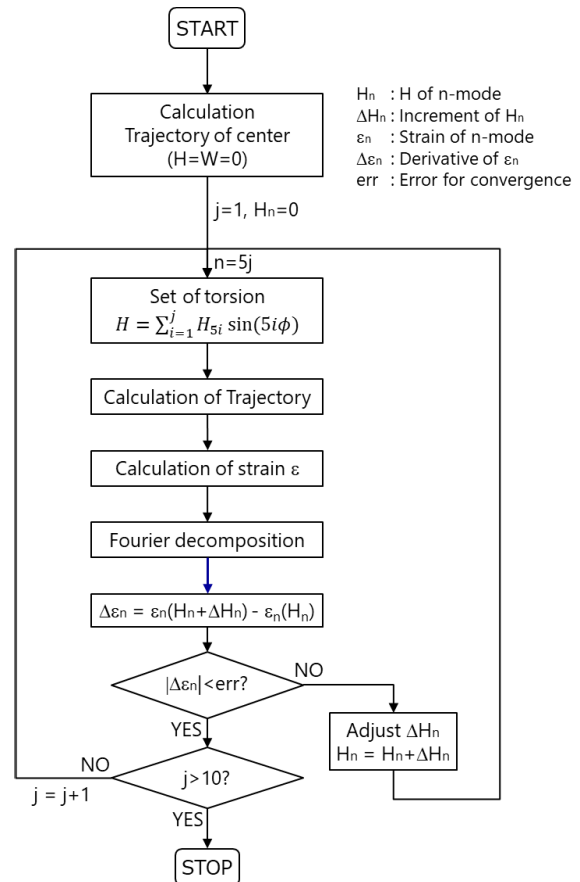 START
Calculation
Trajectory of center
(H=W=0)
Hn : H of n-mode
ΔHn : Increment of Hn
εn : Strain of n-mode
Δεn : Derivative of εn
err : Error for convergence
j=1, Hn=0
n=5j
Set of torsion
H = ∑_{i=1}^{j} H_{5i} sin(5iϕ)
Calculation of Trajectory
Calculation of strain ε
Fourier decomposition
Δεn = εn(Hn+ΔHn) - εn(Hn)
|Δεn|<err?
NO
YES
Adjust ΔHn
Hn = Hn+ΔHn
NO
j>10?
j = j+1
YES
STOP